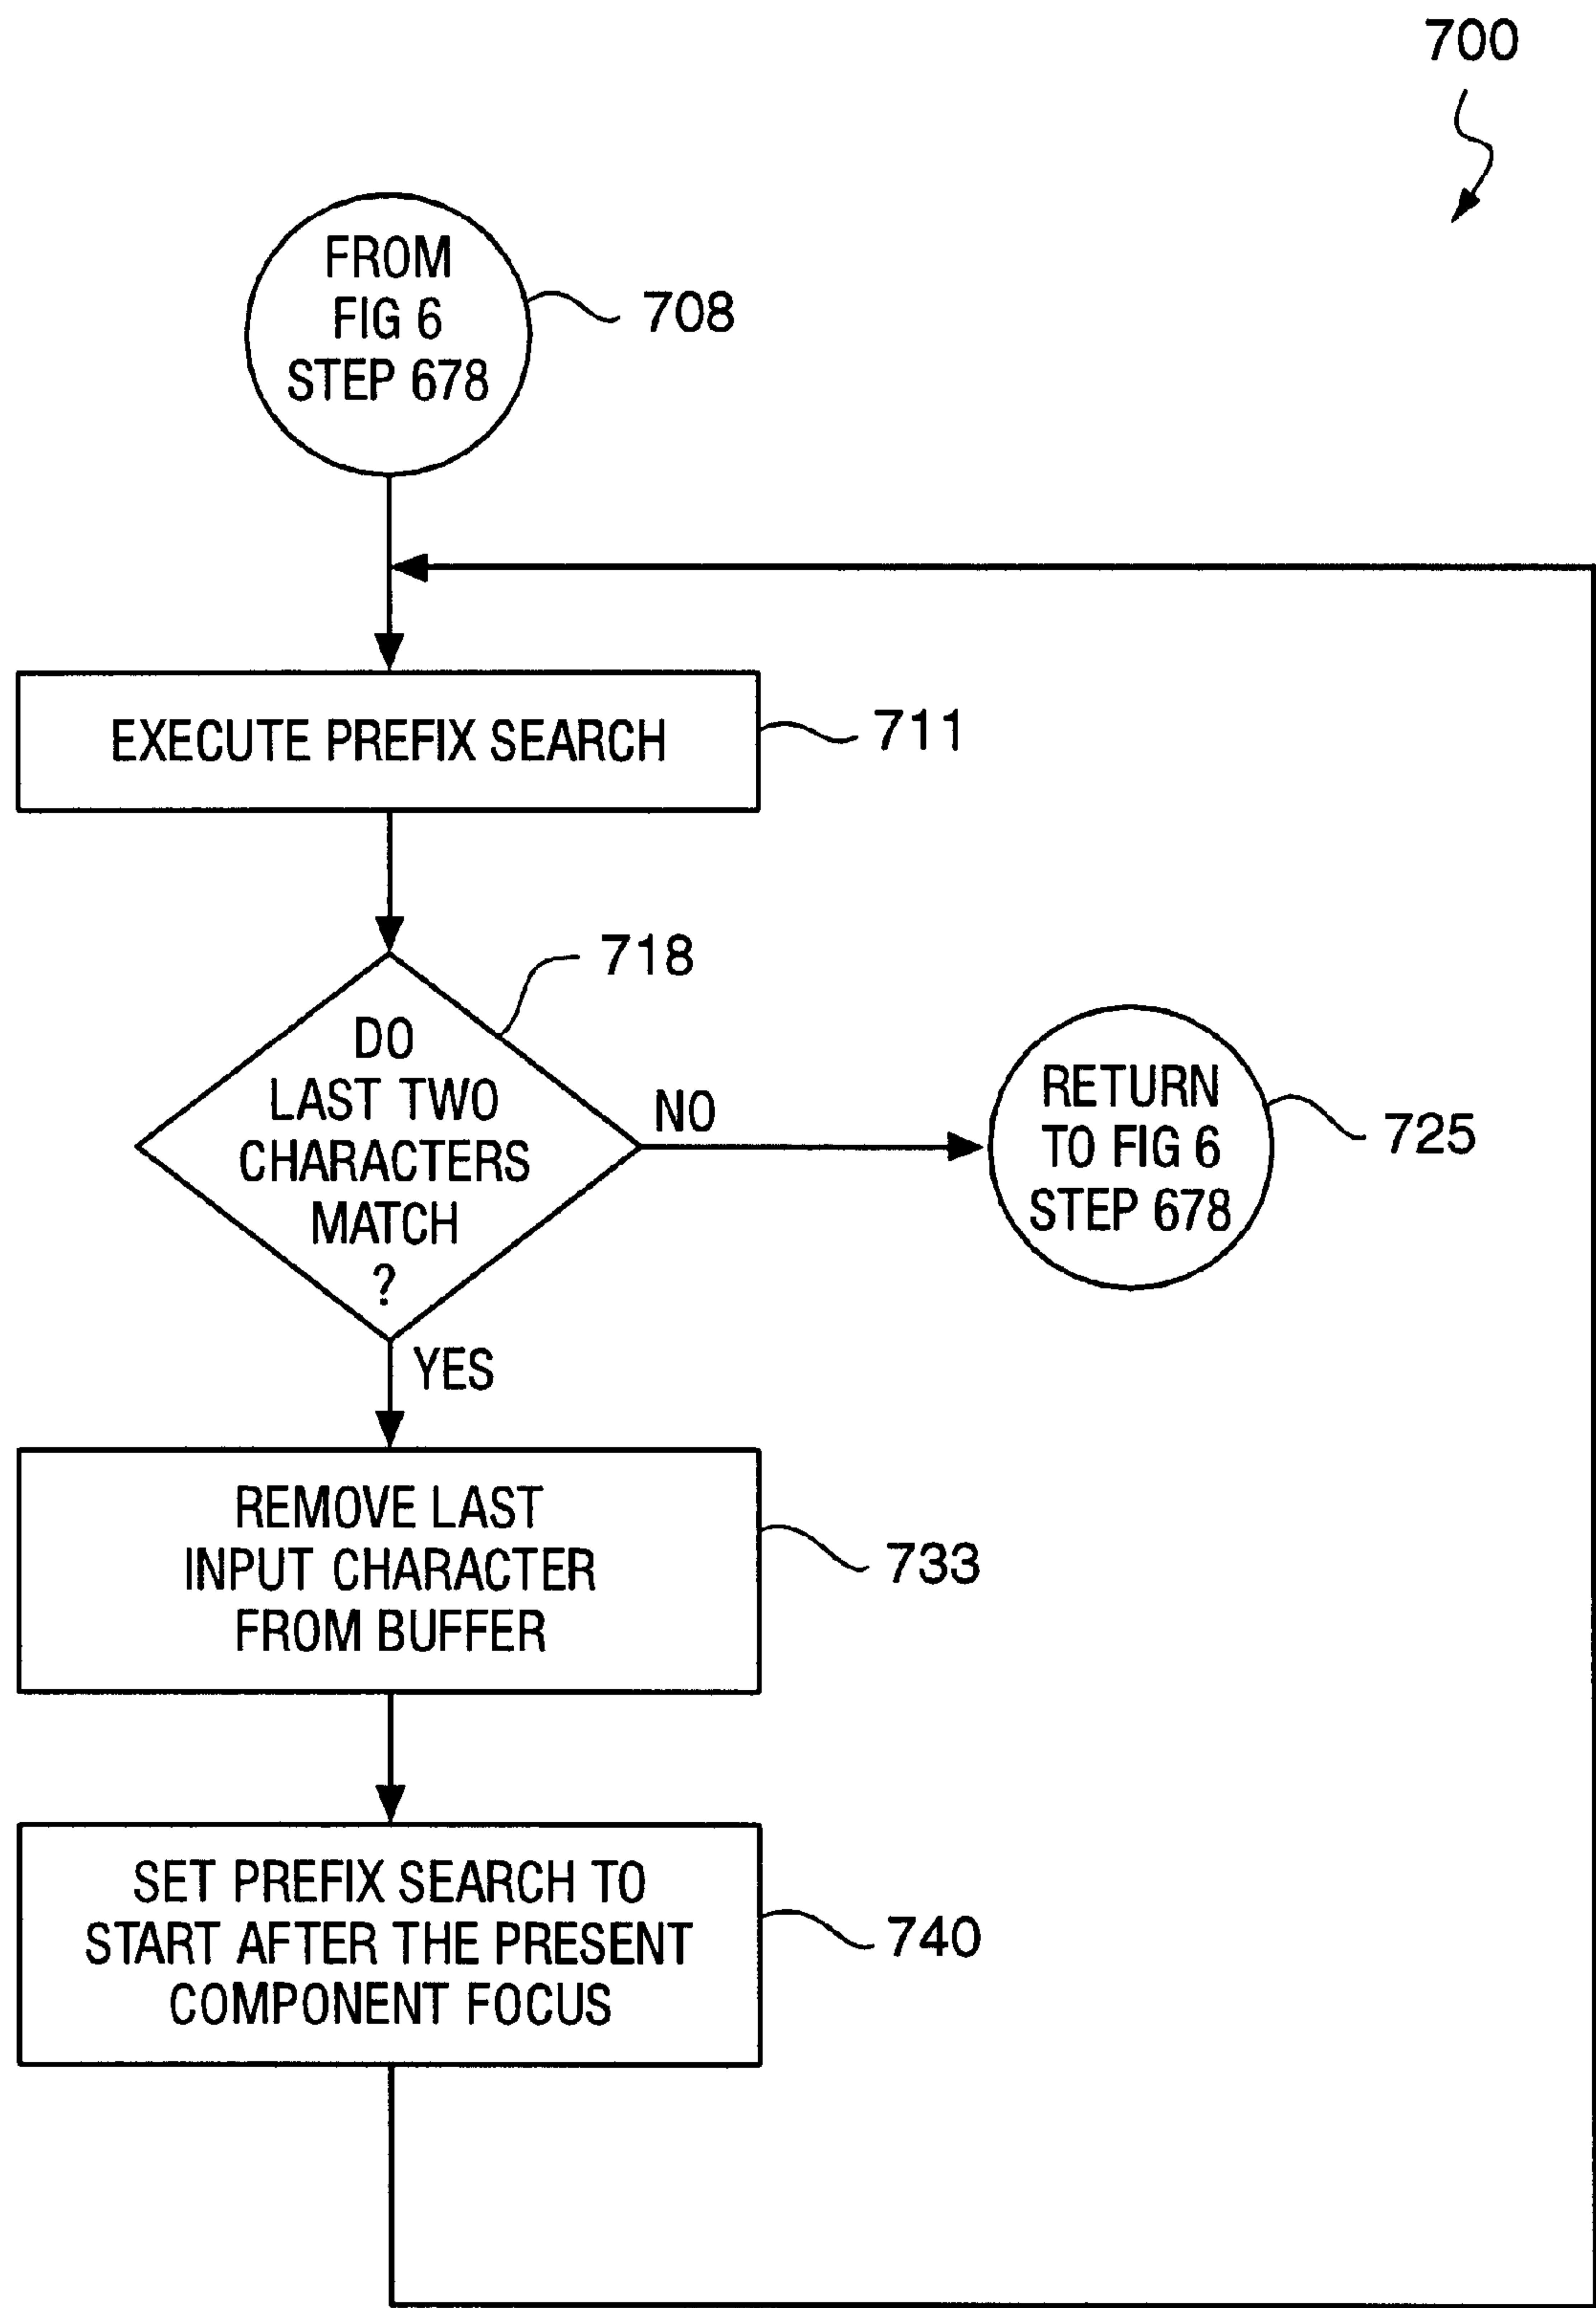 700
FROM
FIG 6
STEP 678
708
EXECUTE PREFIX SEARCH
711
718
DO
LAST TWO
CHARACTERS
MATCH
?
NO
RETURN
TO FIG 6
STEP 678
725
YES
REMOVE LAST
INPUT CHARACTER
FROM BUFFER
733
SET PREFIX SEARCH TO
START AFTER THE PRESENT
COMPONENT FOCUS
740